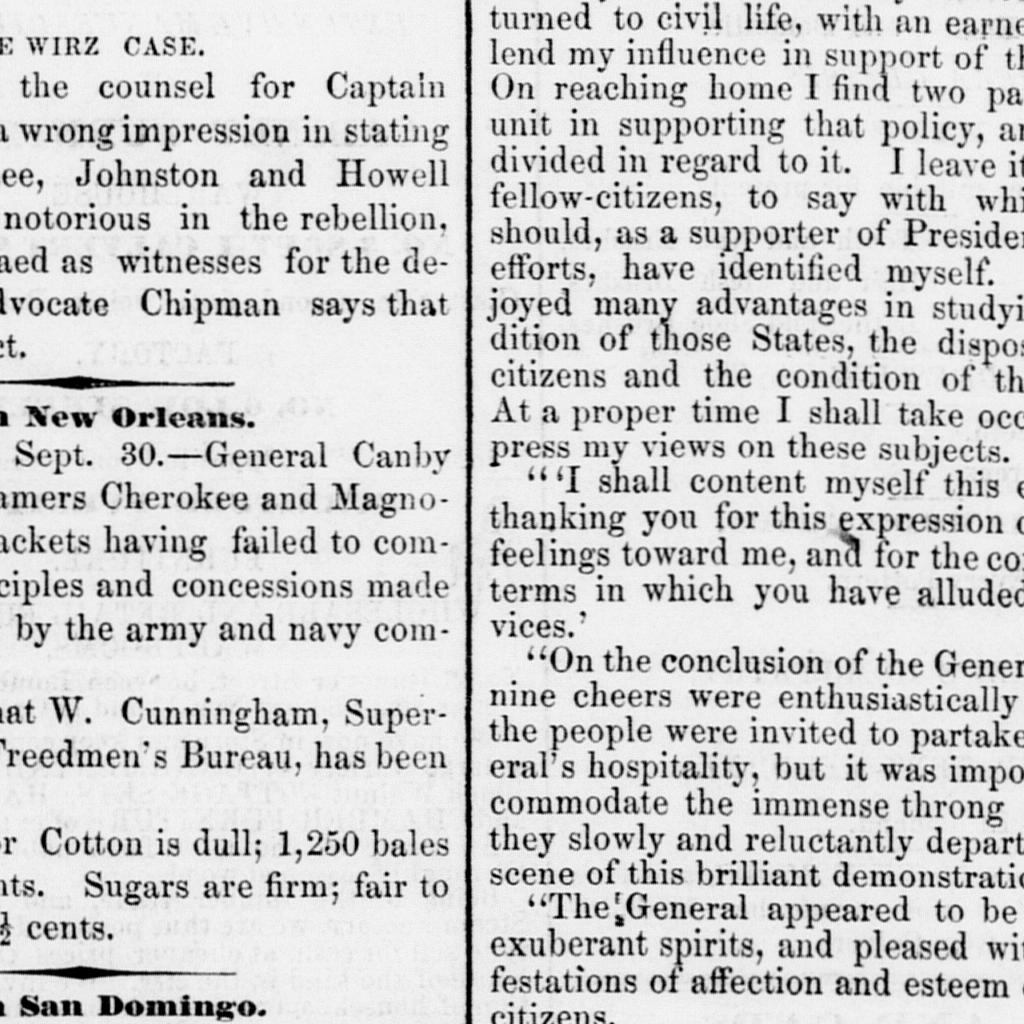 E WIRZ CASE.
the counsel for Captain
wrong impression in stating
ee, Johnston and Howell
notorious in the rebellion,
aed as witnesses for the de-
dvocate Chipman says that
ct.
New Orleans.
Sept. 30.—General Canby
amers Cherokee and Magno-
ackets having failed to com-
ciples and concessions made
by the army and navy com-
hat W. Cunningham, Super-
Freedmen's Bureau, has been
or Cotton is dull; 1,250 bales
nts. Sugars are firm; fair to
½ cents.
San Domingo.
turned to civil life, with an earne
lend my influence in support of th
On reaching home I find two pa
unit in supporting that policy, an
divided in regard to it. I leave it
fellow-citizens, to say with whi
should, as a supporter of Presiden
efforts, have identified myself.
joyed many advantages in studyi
dition of those States, the dispos
citizens and the condition of th
At a proper time I shall take occ
press my views on these subjects.
"'I shall content myself this e
thanking you for this expression o
feelings toward me, and for the co
terms in which you have alluded
vices.'
"On the conclusion of the Gener
nine cheers were enthusiastically
the people were invited to partake
eral's hospitality, but it was impo
commodate the immense throng
they slowly and reluctantly depart
scene of this brilliant demonstratio
"The General appeared to be
exuberant spirits, and pleased wi
festations of affection and esteem
citizens.